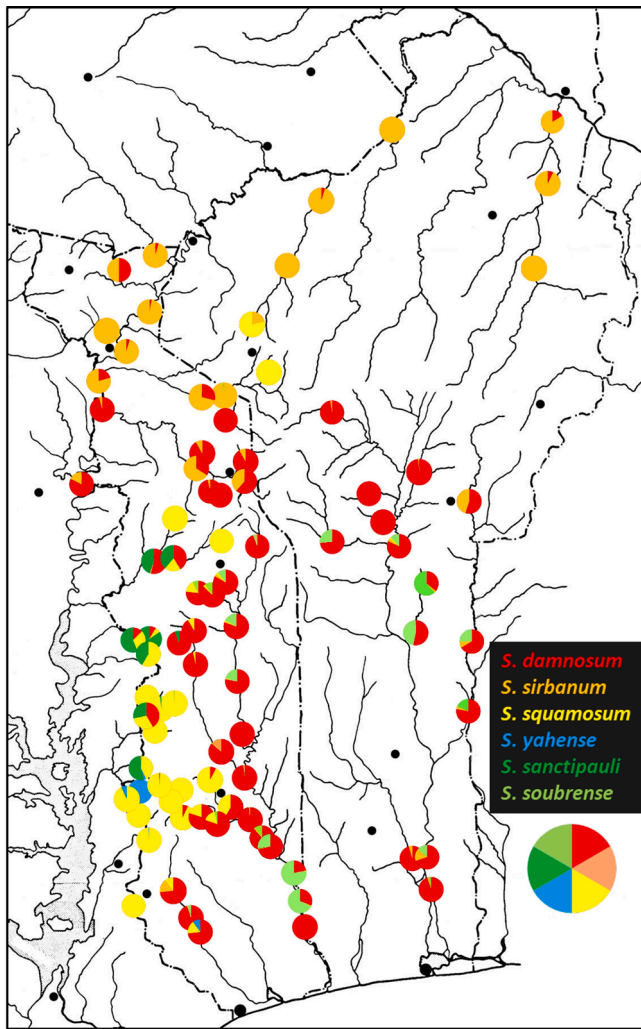 S. damnosum
S. sirbanum
S. squamosum
S. yahense
S. sanctipauli
S. soubrense